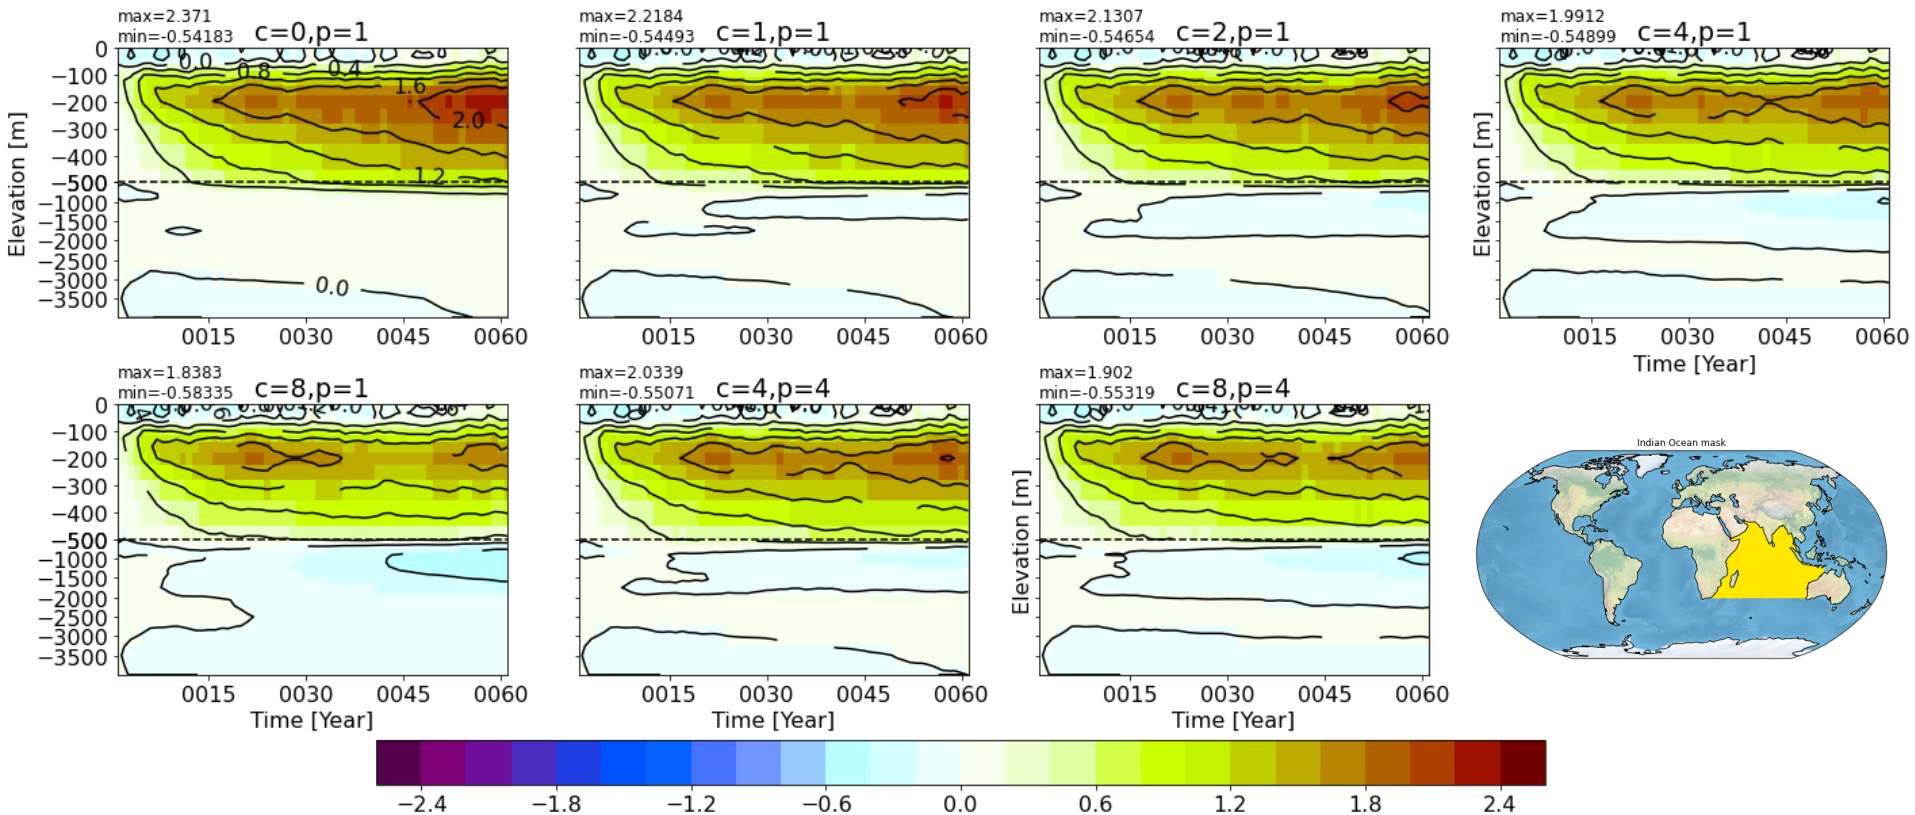 max=2.371
min=-0.54183
c=0,p=1
max=2.2184
min=-0.54493
c=1,p=1
max=2.1307
min=-0.54654
c=2,p=1
max=1.9912
min=-0.54899
c=4,p=1
0
−100
−200
−300
−400
−500
−1000
−1500
−2000
−2500
−3000
−3500
Elevation [m]
0.0
0.8
0.4
1.6
2.0
1.2
0.0
Elevation [m]
0015 0030 0045 0060
0015 0030 0045 0060
0015 0030 0045 0060
0015 0030 0045 0060
Time [Year]
max=1.8383
min=-0.58335
c=8,p=1
max=2.0339
min=-0.55071
c=4,p=4
max=1.902
min=-0.55319
c=8,p=4
0
−100
−200
−300
−400
−500
−1000
−1500
−2000
−2500
−3000
−3500
Elevation [m]
Indian Ocean mask
0015 0030 0045 0060
0015 0030 0045 0060
0015 0030 0045 0060
Time [Year]
Time [Year]
Time [Year]
−2.4 −1.8 −1.2 −0.6 0.0 0.6 1.2 1.8 2.4